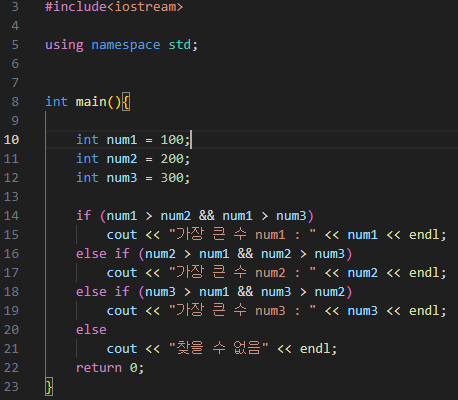 3 #include<iostream>
4
5 using namespace std;
6
7
8 int main(){
9
10     int num1 = 100;
11     int num2 = 200;
12     int num3 = 300;
13
14     if (num1 > num2 && num1 > num3)
15         cout << "가장 큰 수 num1 : " << num1 << endl;
16     else if (num2 > num1 && num2 > num3)
17         cout << "가장 큰 수 num2 : " << num2 << endl;
18     else if (num3 > num1 && num3 > num2)
19         cout << "가장 큰 수 num3 : " << num3 << endl;
20     else
21         cout << "찾을 수 없음" << endl;
22     return 0;
23 }